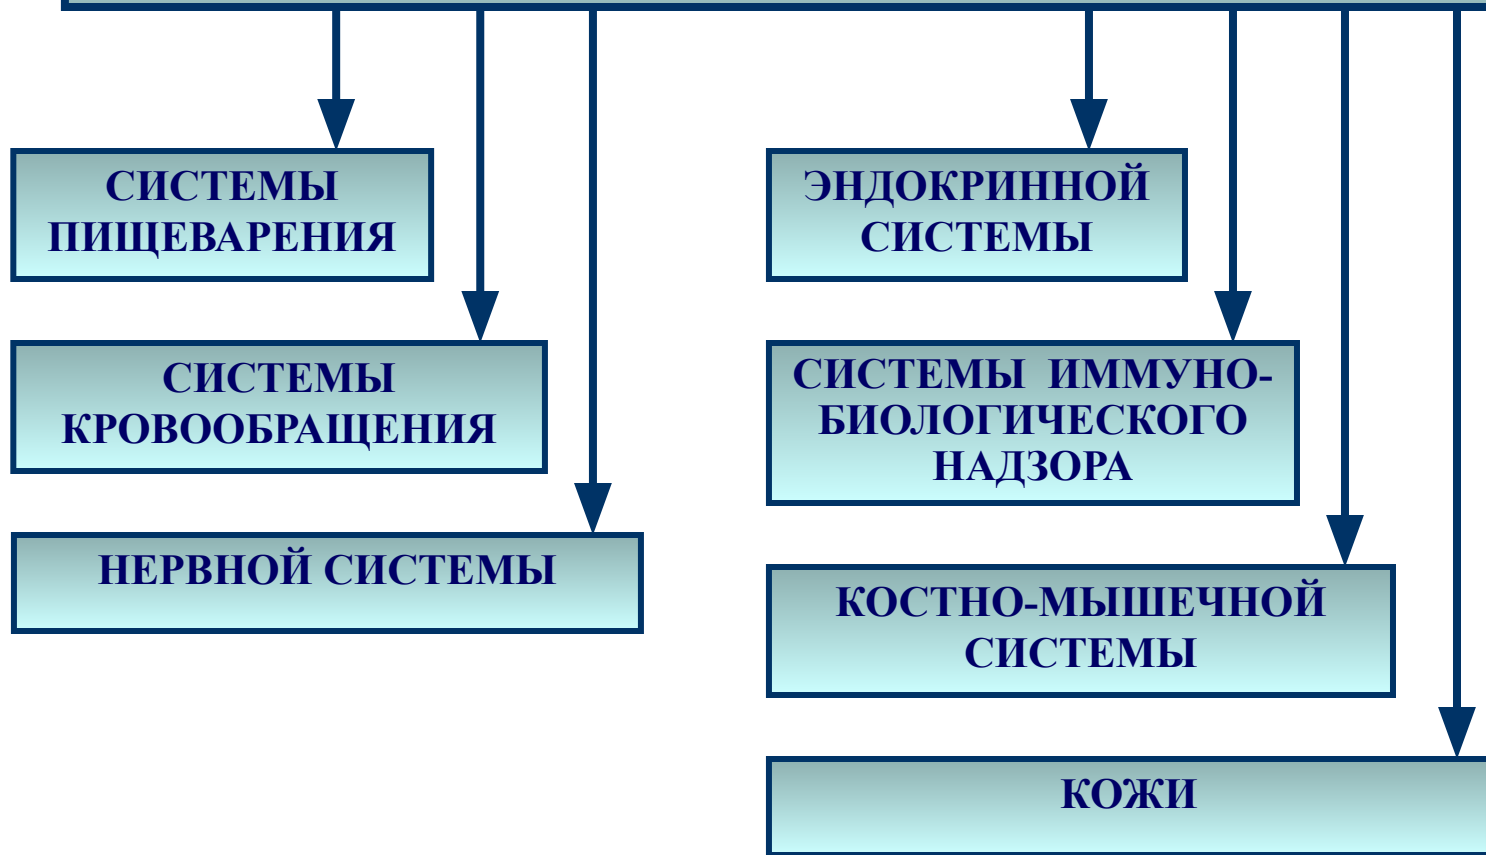 СИСТЕМЫ
ПИЩЕВАРЕНИЯ
СИСТЕМЫ
КРОВООБРАЩЕНИЯ
НЕРВНОЙ СИСТЕМЫ
ЭНДОКРИННОЙ
СИСТЕМЫ
СИСТЕМЫ ИММУНО-
БИОЛОГИЧЕСКОГО
НАДЗОРА
КОСТНО-МЫШЕЧНОЙ
СИСТЕМЫ
КОЖИ